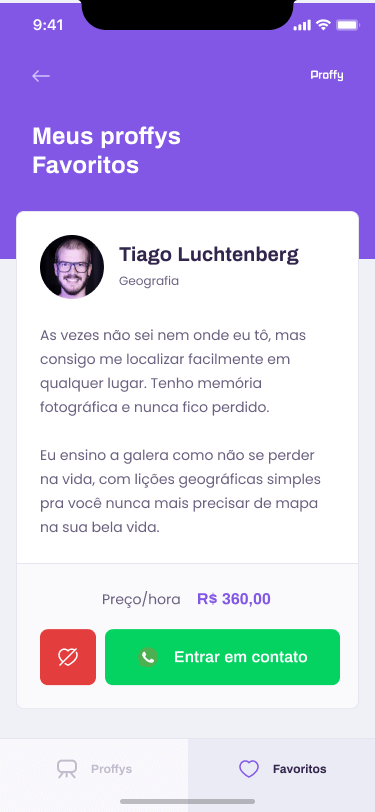 9:41
Proffy
Meus proffys
Favoritos
Tiago Luchtenberg
Geografia
As vezes não sei nem onde eu tô, mas
consigo me localizar facilmente em
qualquer lugar. Tenho memória
fotográfica e nunca fico perdido.
Eu ensino a galera como não se perder
na vida, com lições geográficas simples
pra você nunca mais precisar de mapa
na sua bela vida.
Preço/hora R$ 360,00
Entrar em contato
Proffys Favoritos